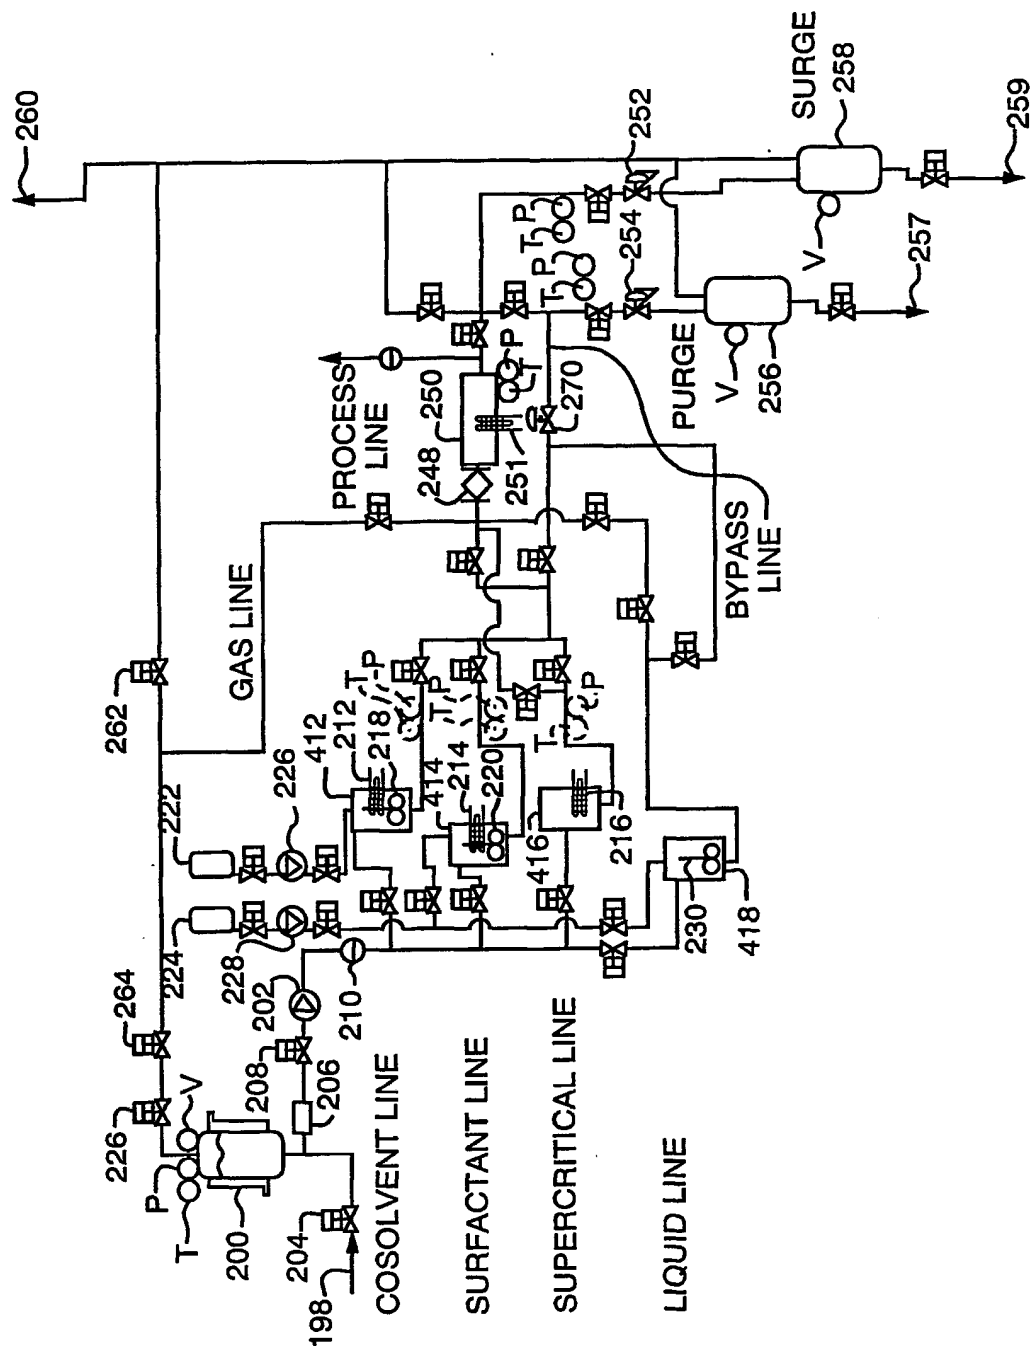 260
SURGE
258
252
259
P
T
P
T
254
V
257
PROCESS
LINE
250
P
T
PURGE
V
256
248
251
270
GAS LINE
BYPASS
LINE
262
412
212
T
P
218
T
P
414
214
220
T
P
416
216
222
226
224
228
230
418
264
202
210
226
V
P
T
200
208
206
204
198
COSOLVENT LINE
SURFACTANT LINE
SUPERCRITICAL LINE
LIQUID LINE